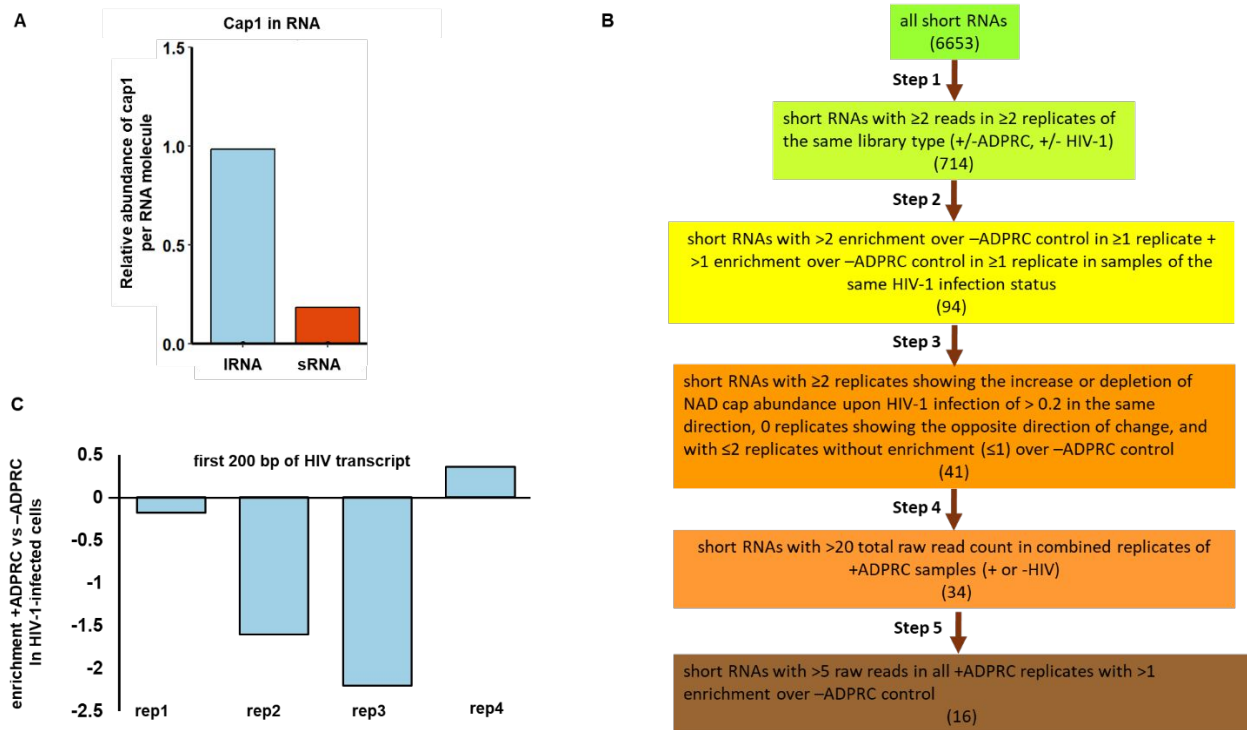 A
Cap1 in RNA
Relative abundance of cap1
per RNA molecule
1.5
1.0
0.5
0.0
lRNA
sRNA
B
all short RNAs
(6653)
Step 1
short RNAs with ≥2 reads in ≥2 replicates of
the same library type (+/-ADPRC, +/- HIV-1)
(714)
Step 2
short RNAs with >2 enrichment over –ADPRC control in ≥1 replicate +
>1 enrichment over –ADPRC control in ≥1 replicate in samples of the
same HIV-1 infection status
(94)
Step 3
short RNAs with ≥2 replicates showing the increase or depletion of
NAD cap abundance upon HIV-1 infection of > 0.2 in the same
direction, 0 replicates showing the opposite direction of change, and
with ≤2 replicates without enrichment (≤1) over –ADPRC control
(41)
Step 4
short RNAs with >20 total raw read count in combined replicates of
+ADPRC samples (+ or -HIV)
(34)
Step 5
short RNAs with >5 raw reads in all +ADPRC replicates with >1
enrichment over –ADPRC control
(16)
C
first 200 bp of HIV transcript
enrichment +ADPRC vs –ADPRC
In HIV-1-infected cells
0.5
0
-0.5
-1
-1.5
-2
-2.5
rep1
rep2
rep3
rep4